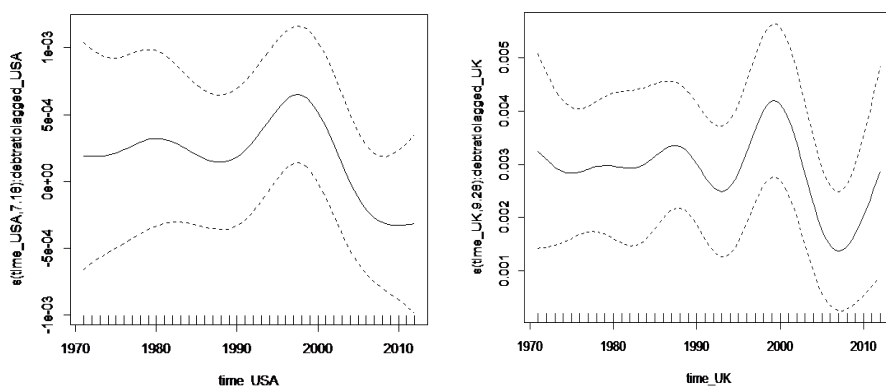 s(time_USA,7.16):debtratiolagged_USA
1e-03
5e-04
0e+00
-5e-04
-1e-03
1970 1980 1990 2000 2010
time_USA
s(time_UK,9.28):debtratiolagged_UK
0.005
0.004
0.003
0.002
0.001
1970 1980 1990 2000 2010
time_UK